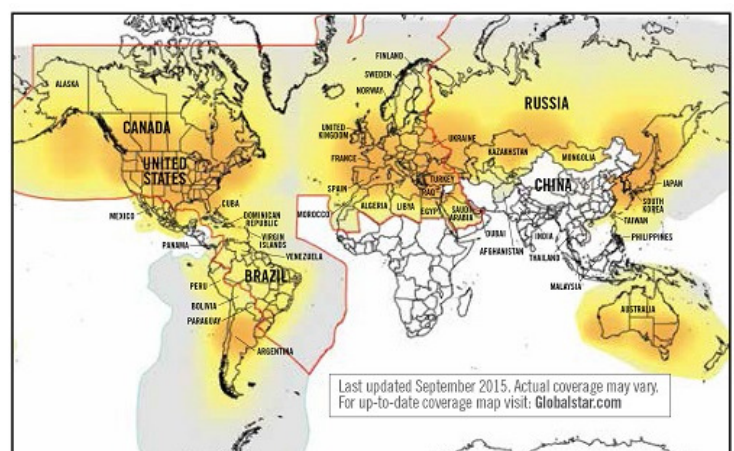 FINLAND
SWEDEN
NORWAY
ALASKA
RUSSIA
CANADA
UNITED
KINGDOM
UKRAINE
KAZAKHSTAN
MONGOLIA
FRANCE
UNITED
STATES
TURKEY
IRAQ
CHINA
JAPAN
SPAIN
CUBA
ALGERIA
LIBYA
EGYPT
SAUDI
ARABIA
SOUTH
KOREA
MEXICO
DOMINICAN
REPUBLIC
MOROCCO
TAIWAN
VIRGIN
ISLANDS
DUBAI
INDIA
PHILIPPINES
PANAMA
VENEZUELA
AFGHANISTAN
THAILAND
BRAZIL
PERU
MALAYSIA
BOLIVIA
PARAGUAY
AUSTRALIA
ARGENTINA
Last updated September 2015. Actual coverage may vary.
For up-to-date coverage map visit: Globalstar.com